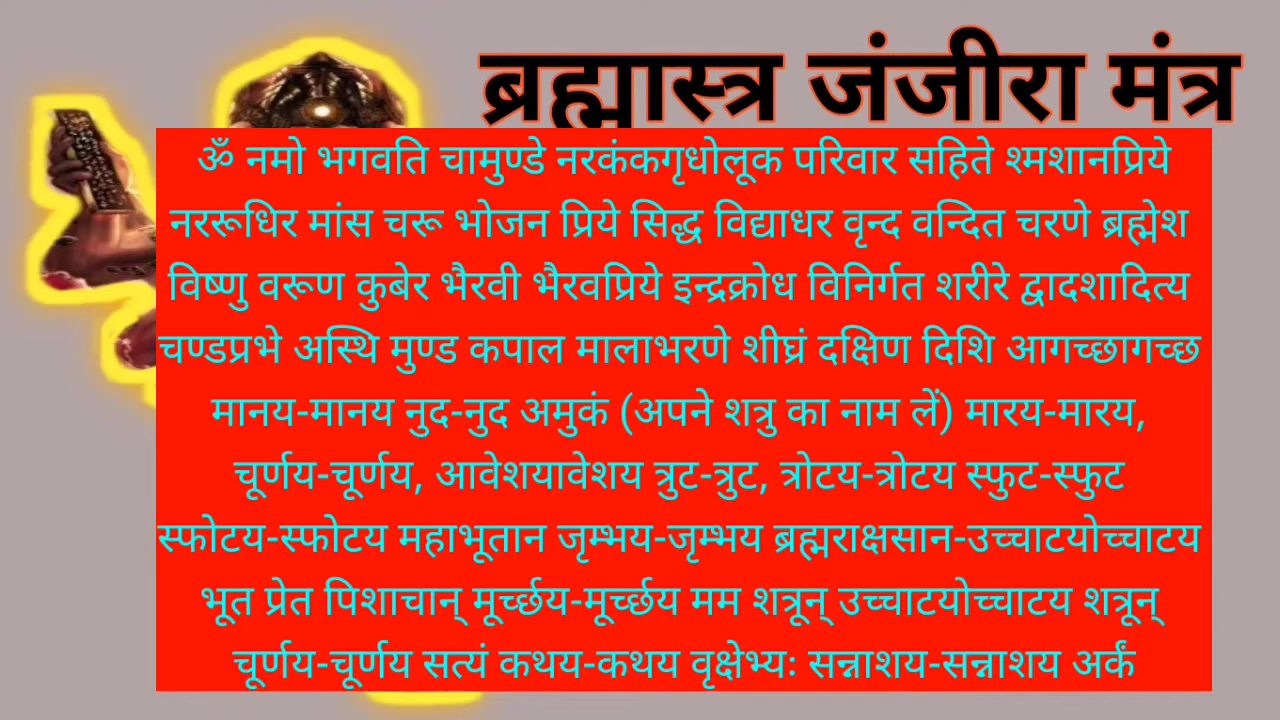 ब्रह्मास्त्र जंजीरा मंत्र
ॐ नमो भगवति चामुण्डे नरकंकगृधोलूक परिवार सहिते श्मशानप्रिये
नररूधिर मांस चरू भोजन प्रिये सिद्ध विद्याधर वृन्द वन्दित चरणे ब्रह्मेश
विष्णु वरूण कुबेर भैरवी भैरवप्रिये इन्द्रक्रोध विनिर्गत शरीरे द्वादशादित्य
चण्डप्रभे अस्थि मुण्ड कपाल मालाभरणे शीघ्रं दक्षिण दिशि आगच्छागच्छ
मानय-मानय नुद-नुद अमुकं (अपने शत्रु का नाम लें) मारय-मारय,
चूर्णय-चूर्णय, आवेशयावेशय त्रुट-त्रुट, त्रोटय-त्रोटय स्फुट-स्फुट
स्फोटय-स्फोटय महाभूतान जृम्भय-जृम्भय ब्रह्मराक्षसान-उच्चाटयोच्चाटय
भूत प्रेत पिशाचान् मूर्च्छय-मूर्च्छय मम शत्रून् उच्चाटयोच्चाटय शत्रून्
चूर्णय-चूर्णय सत्यं कथय-कथय वृक्षेभ्यः सन्नाशय-सन्नाशय अर्कं